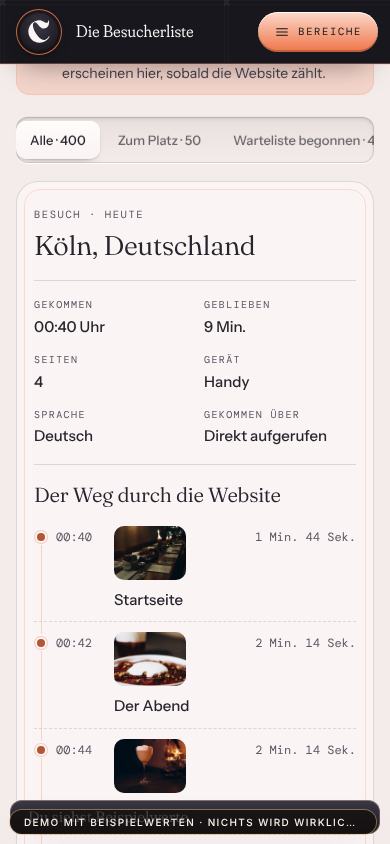 Die Besucherliste
BEREICHE
erscheinen hier, sobald die Website zählt.
Alle · 400 Zum Platz · 50 Warteliste begonnen · 4
BESUCH · HEUTE
Köln, Deutschland
GEKOMMEN GEBLIEBEN
00:40 Uhr 9 Min.
SEITEN GERÄT
4 Handy
SPRACHE GEKOMMEN ÜBER
Deutsch Direkt aufgerufen
Der Weg durch die Website
00:40 1 Min. 44 Sek.
Startseite
00:42 2 Min. 14 Sek.
Der Abend
00:44 2 Min. 14 Sek.
Du siehst Beispielwerte
DEMO MIT BEISPIELWERTEN · NICHTS WIRD WIRKLIC…